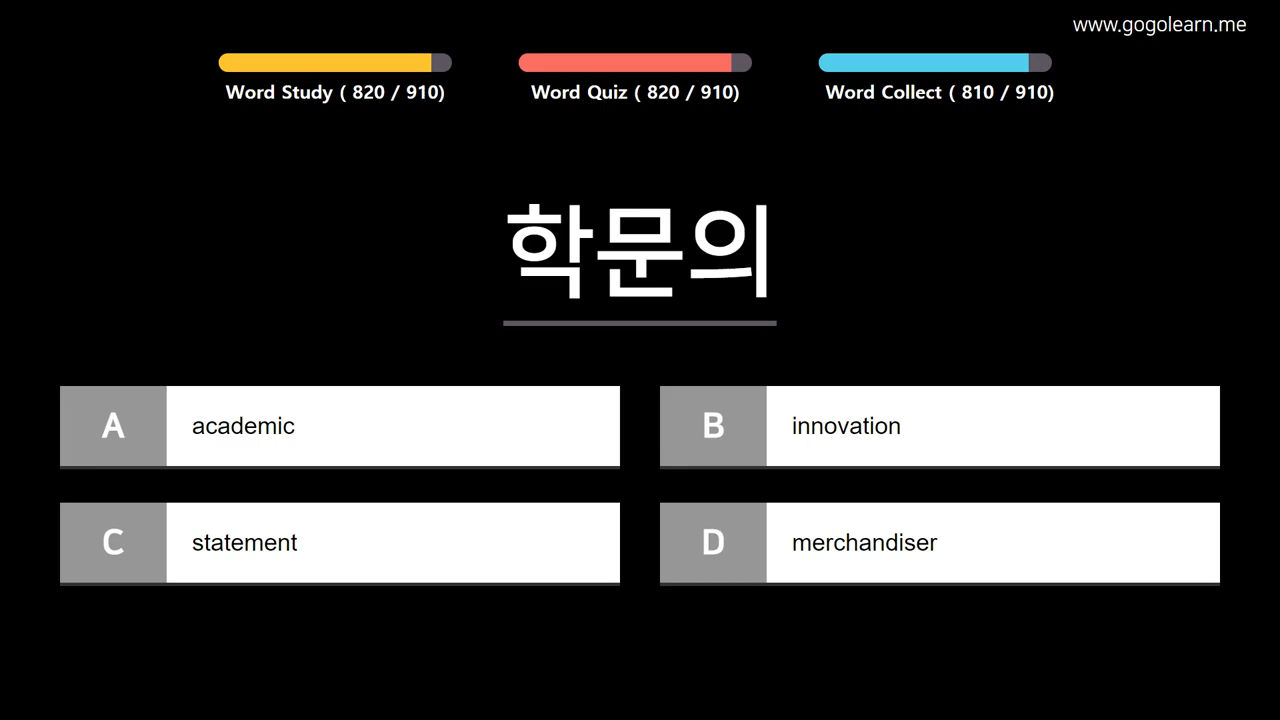 www.gogolearn.me
Word Study ( 820 / 910)
Word Quiz ( 820 / 910)
Word Collect ( 810 / 910)
학문의
A academic
B innovation
C statement
D merchandiser